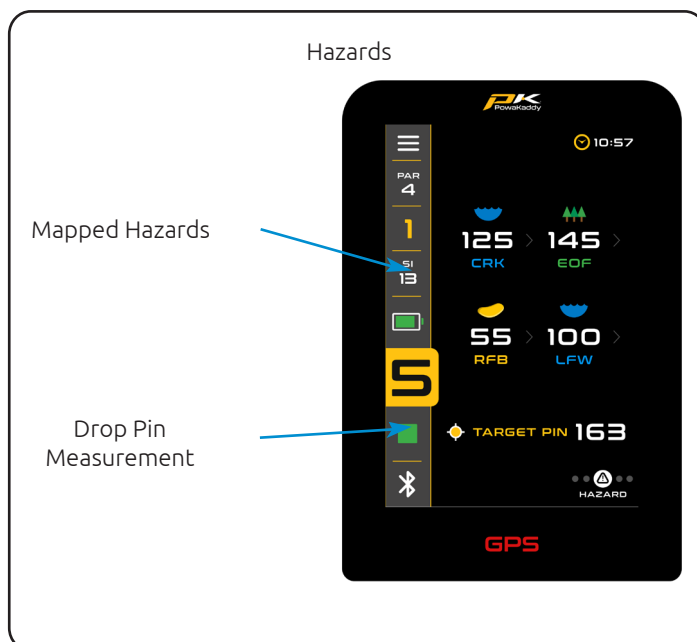 Hazards
PK
PowaKaddy
10:57
PAR
4
1
SI
13
125 > 145 >
CRK EOF
55 > 100 >
RFB LFW
S
TARGET PIN 163
HAZARD
GPS
Mapped Hazards
Drop Pin
Measurement